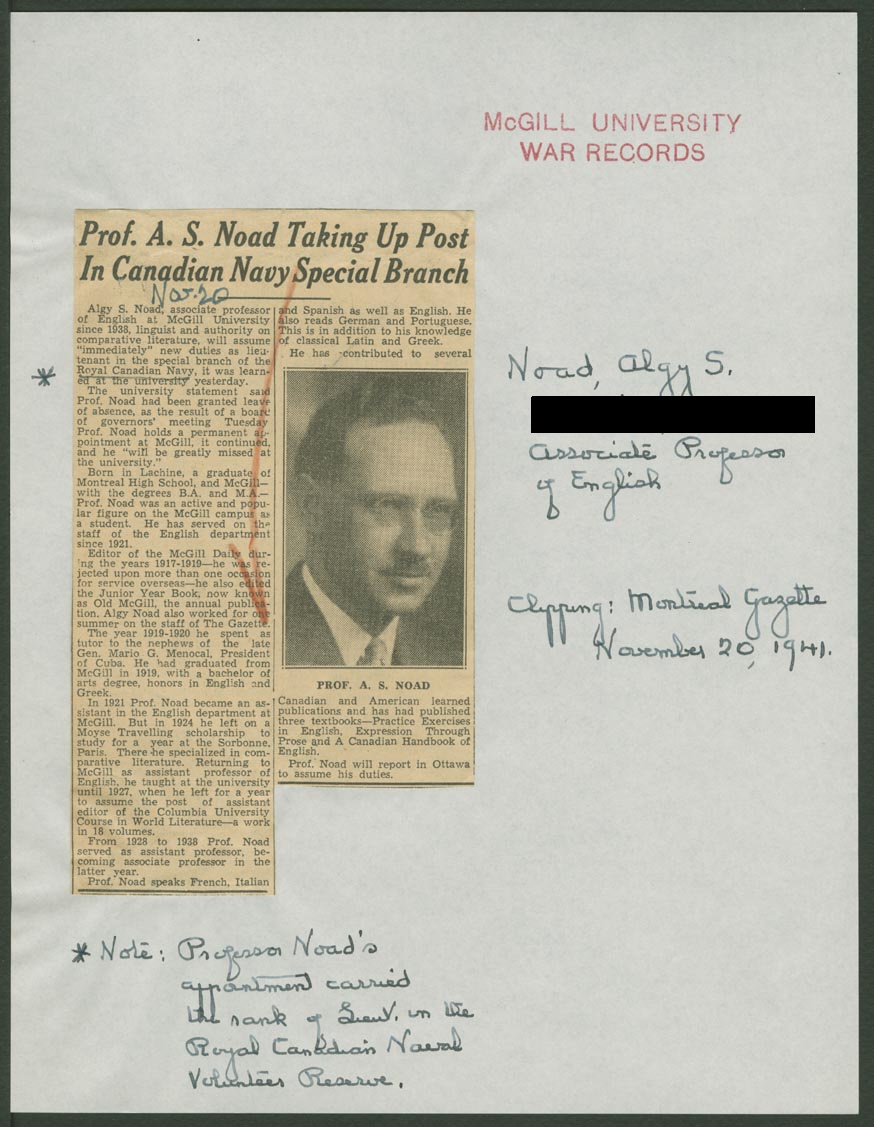 McGILL UNIVERSITY
WAR RECORDS
Prof. A. S. Noad Taking Up Post
In Canadian Navy Special Branch
Nov. 20
Algy S. Noad, associate professor
of English at McGill University
since 1938, linguist and authority on
comparative literature, will assume
"immediately" new duties as lieu-
tenant in the special branch of the
Royal Canadian Navy, it was learn-
ed at the university yesterday.
The university statement said
Prof. Noad had been granted leave
of absence, as the result of a board
of governors' meeting Tuesday
Prof. Noad holds a permanent ap-
pointment at McGill, it continued,
and he "will be greatly missed at
the university."
Born in Lachine, a graduate of
Montreal High School, and McGill—
with the degrees B.A. and M.A.—
Prof. Noad was an active and popu-
lar figure on the McGill campus as
a student. He has served on the
staff of the English department
since 1921.
Editor of the McGill Daily dur-
ing the years 1917-1919—he was re-
jected upon more than one occasion
for service overseas—he also edited
the Junior Year Book, now known
as Old McGill, the annual publica-
tion. Algy Noad also worked for one
summer on the staff of The Gazette.
The year 1919-1920 he spent as
tutor to the nephews of the late
Gen. Mario G. Menocal, President
of Cuba. He had graduated from
McGill in 1919, with a bachelor of
arts degree, honors in English and
Greek.
In 1921 Prof. Noad became an as-
sistant in the English department at
McGill. But in 1924 he left on a
Moyse Travelling scholarship to
study for a year at the Sorbonne,
Paris. There he specialized in com-
parative literature. Returning to
McGill as assistant professor of
English, he taught at the university
until 1927, when he left for a year
to assume the post of assistant
editor of the Columbia University
Course in World Literature—a work
in 18 volumes.
From 1928 to 1938 Prof. Noad
served as assistant professor, be-
coming associate professor in the
latter year.
Prof. Noad speaks French, Italian
and Spanish as well as English. He
also reads German and Portuguese.
This is in addition to his knowledge
of classical Latin and Greek.
He has contributed to several
PROF. A. S. NOAD
Canadian and American learned
publications and has had published
three textbooks—Practice Exercises
in English, Expression Through
Prose and A Canadian Handbook of
English.
Prof. Noad will report in Ottawa
to assume his duties.
*
Noad, Algy S.
Associate Professor
of English
Clipping: Montreal Gazette
November 20, 1941.
* Note: Professor Noad's
appointment carried
the rank of Lieut. in the
Royal Canadian Naval
Volunteer Reserve.